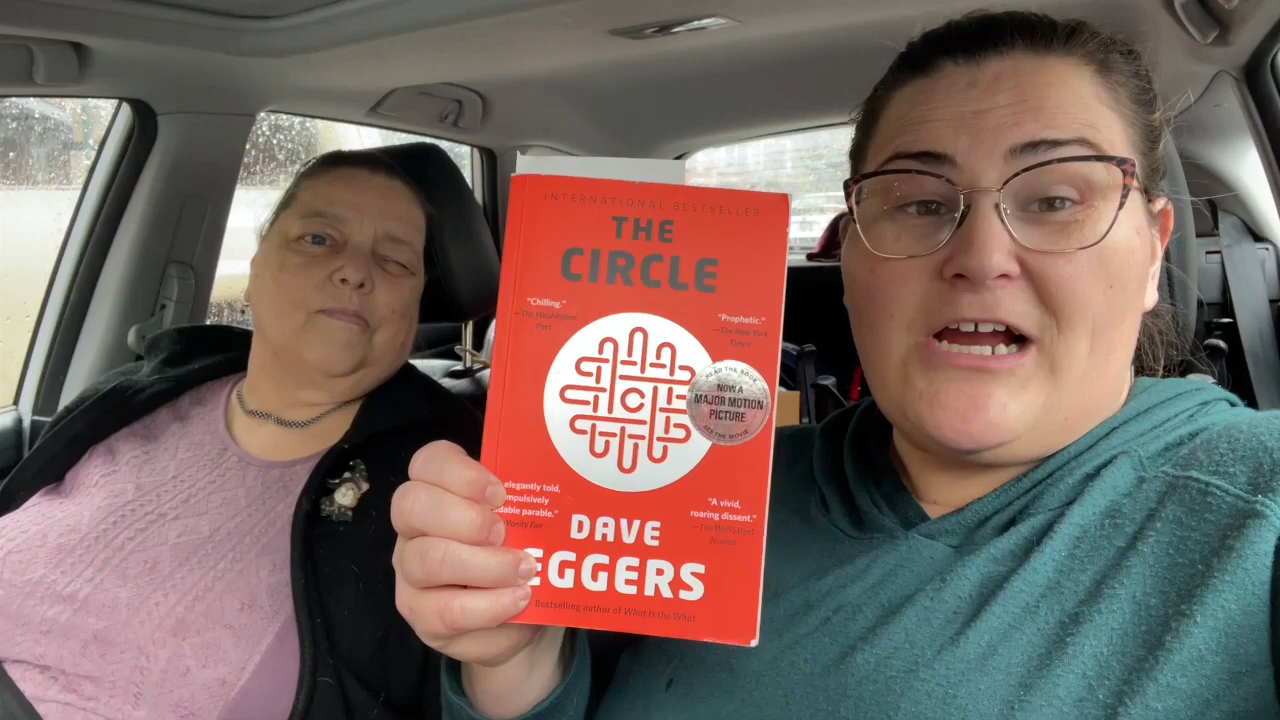 INTERNATIONAL BESTSELLER
THE
CIRCLE
"Chilling."
—The Washington
Post
"Prophetic."
—The New York
Times
C
READ THE BOOK
NOW A
MAJOR MOTION
PICTURE
SEE THE MOVIE
elegantly told,
mpulsively
dable parable."
Vanity Fair
"A vivid,
roaring dissent."
—The Wall Street
Journal
DAVE
EGGERS
Bestselling author of What Is the What